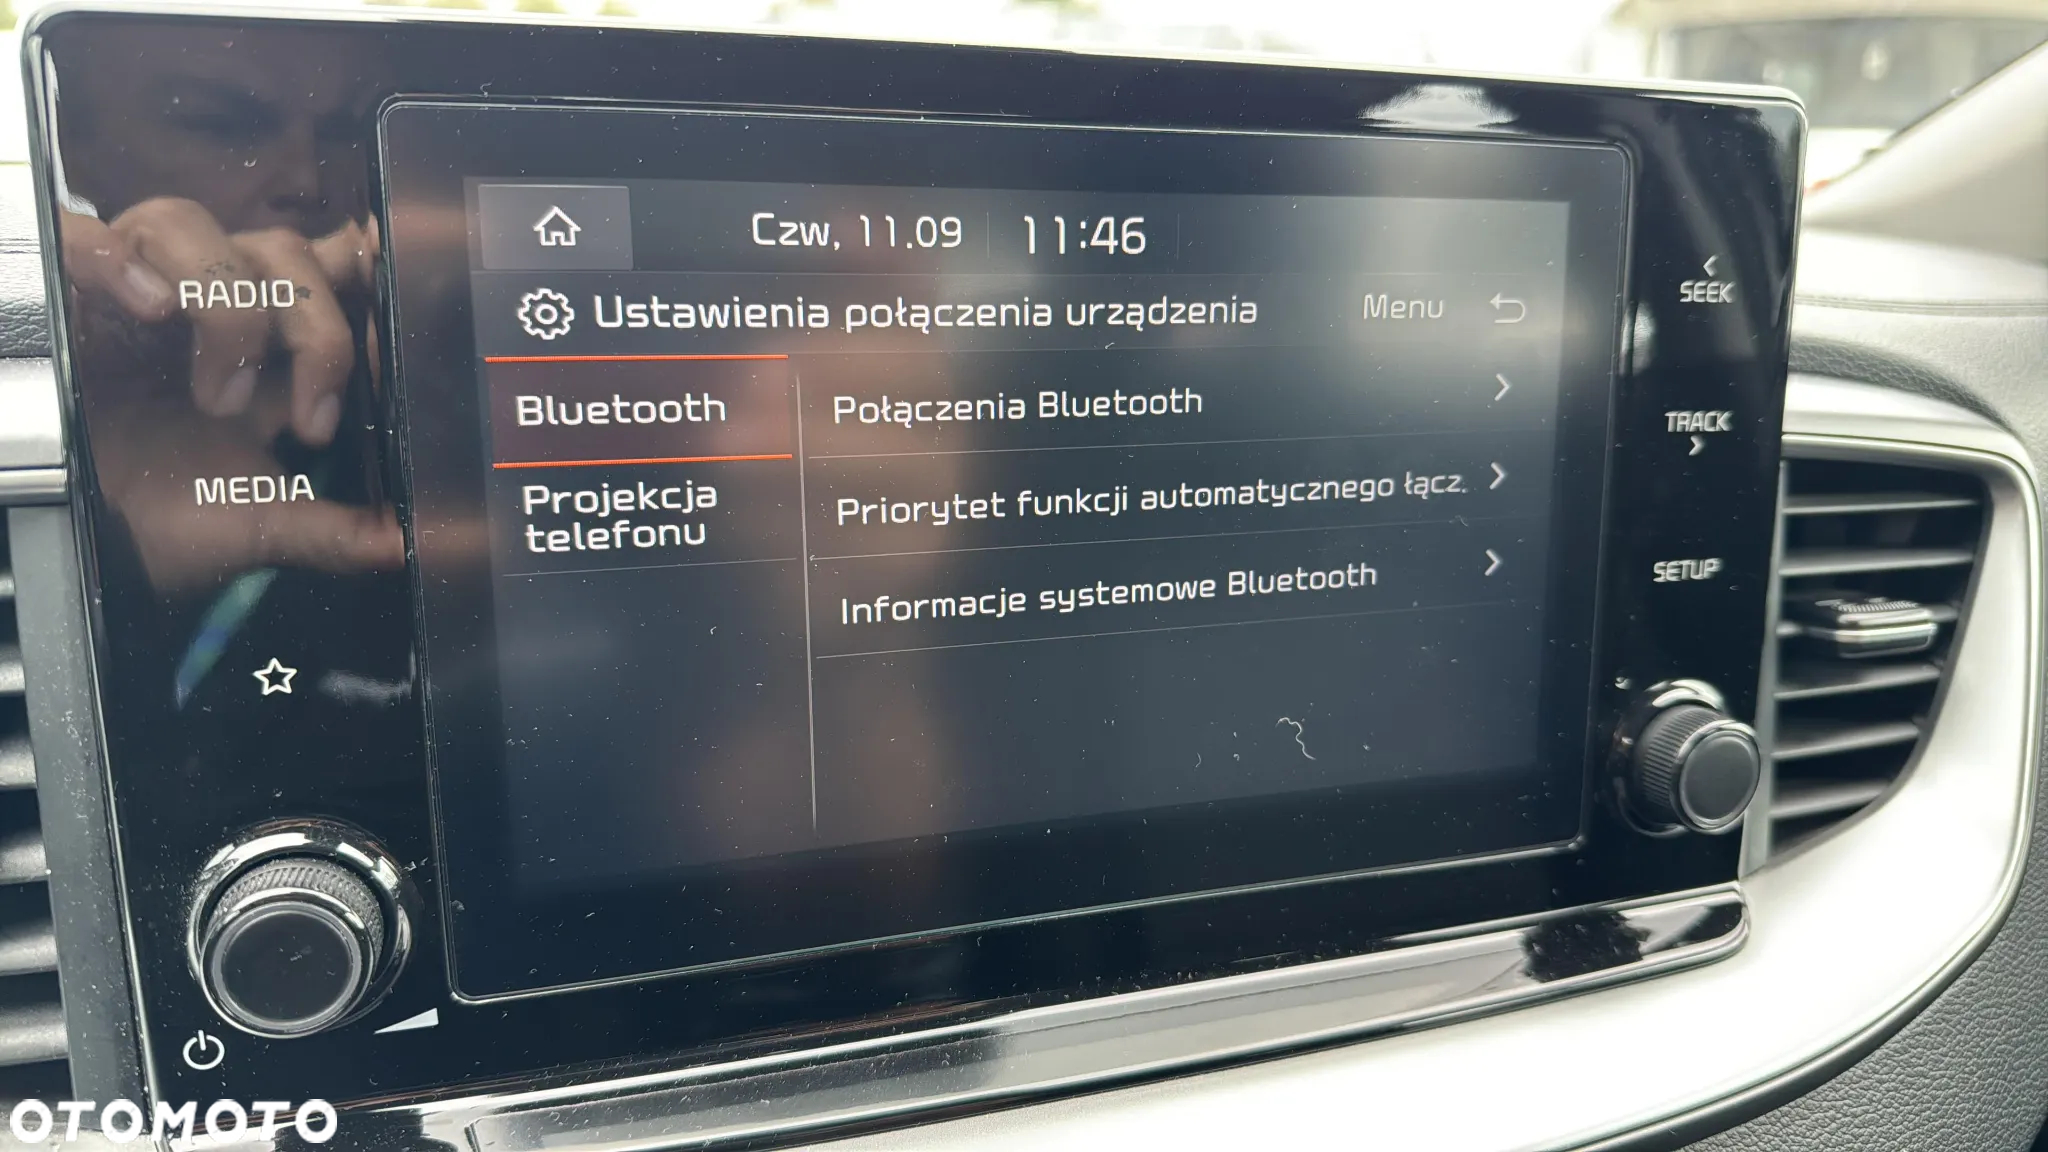 Czw, 11.09 11:46
Ustawienia połączenia urządzenia Menu
Bluetooth
Projekcja
telefonu
Połączenia Bluetooth
Priorytet funkcji automatycznego łącz.
Informacje systemowe Bluetooth
RADIO
MEDIA
SEEK
TRACK
SETUP
OTOMOTO